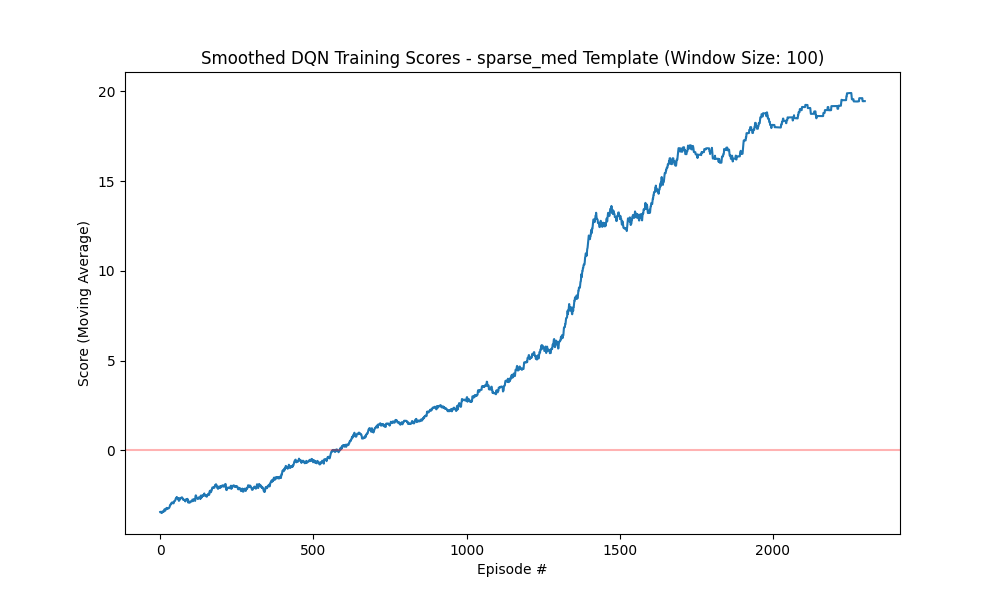 Smoothed DQN Training Scores - sparse_med Template (Window Size: 100)
20
15
10
5
0
Score (Moving Average)
0 500 1000 1500 2000
Episode #